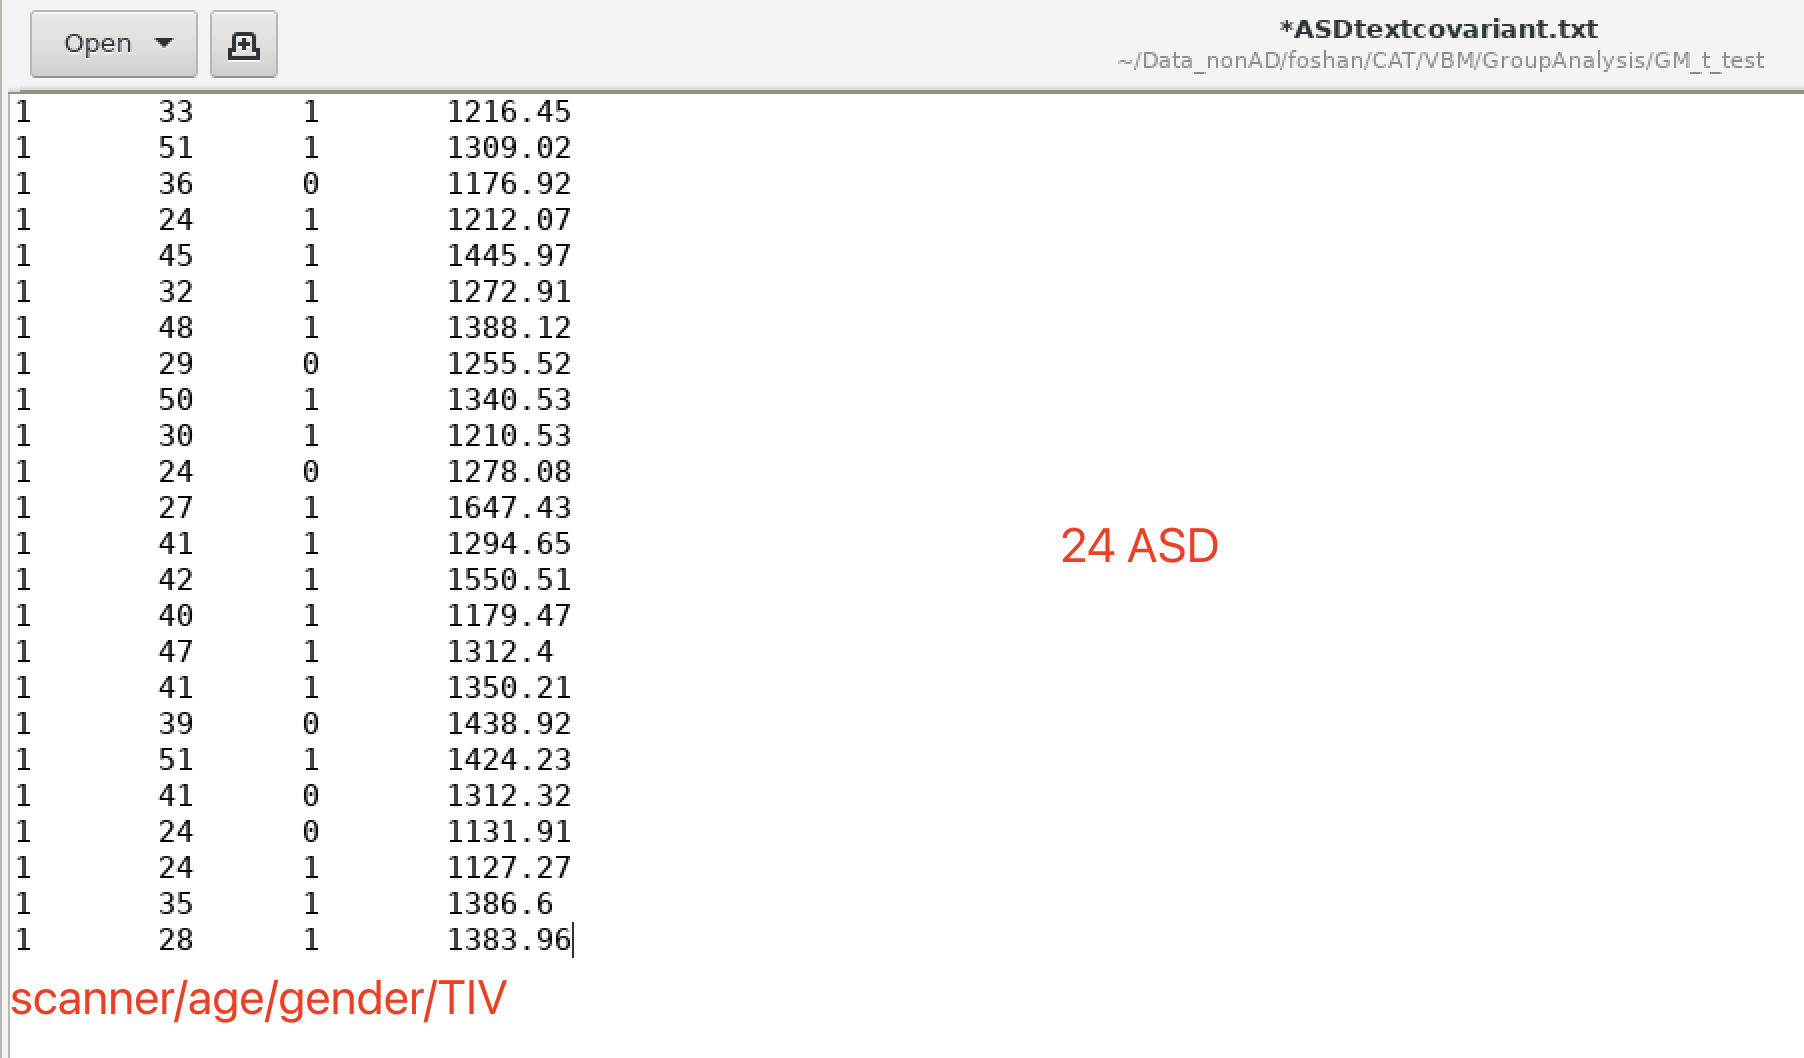 Open
*ASDtextcovariant.txt
~/Data_nonAD/foshan/CAT/VBM/GroupAnalysis/GM_t_test
1 33 1 1216.45
1 51 1 1309.02
1 36 0 1176.92
1 24 1 1212.07
1 45 1 1445.97
1 32 1 1272.91
1 48 1 1388.12
1 29 0 1255.52
1 50 1 1340.53
1 30 1 1210.53
1 24 0 1278.08
1 27 1 1647.43
1 41 1 1294.65
24 ASD
1 42 1 1550.51
1 40 1 1179.47
1 47 1 1312.4
1 41 1 1350.21
1 39 0 1438.92
1 51 1 1424.23
1 41 0 1312.32
1 24 0 1131.91
1 24 1 1127.27
1 35 1 1386.6
1 28 1 1383.96
scanner/age/gender/TIV